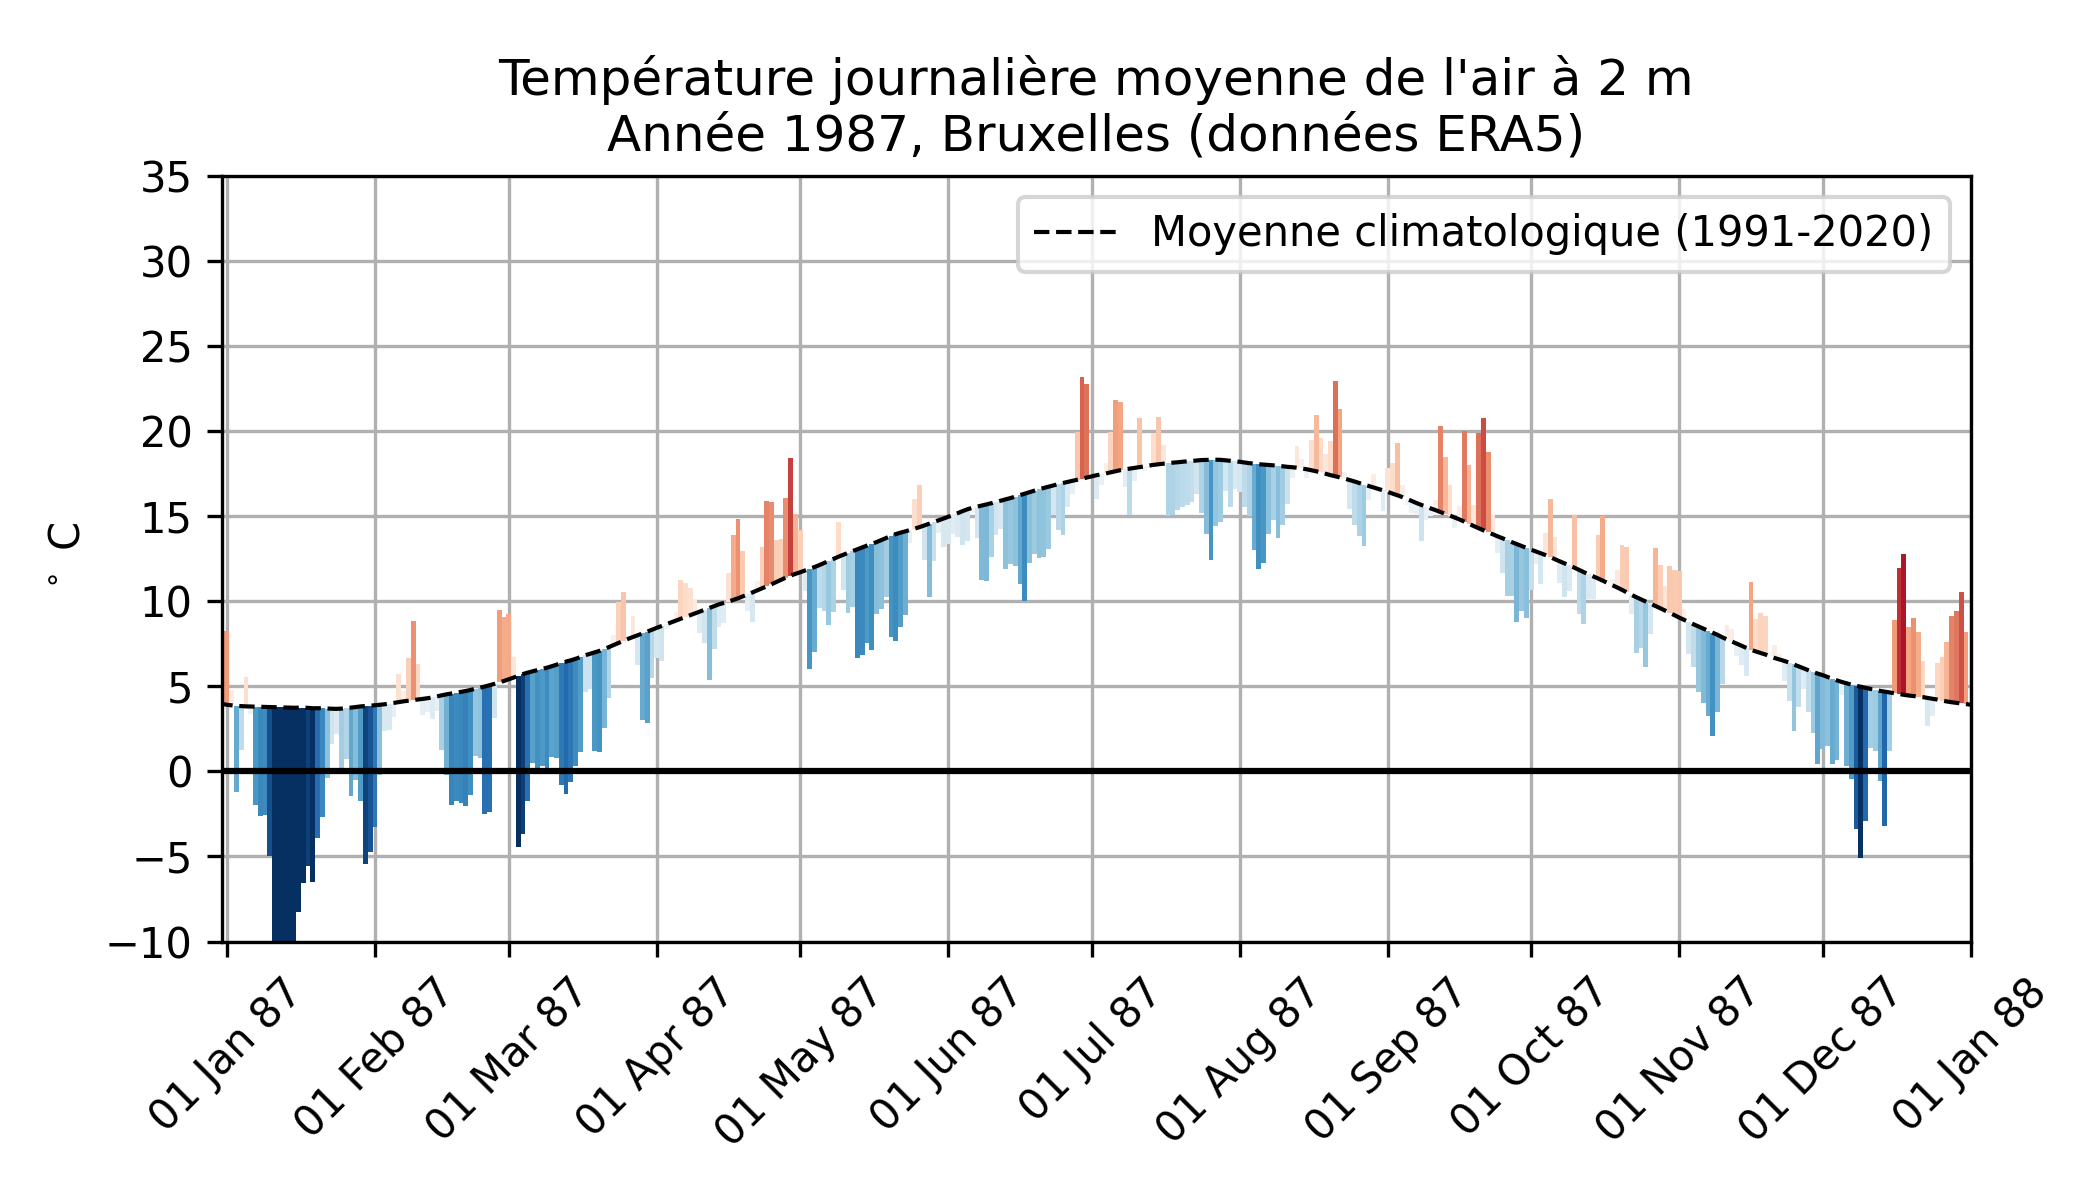 Température journalière moyenne de l'air à 2 m
Année 1987, Bruxelles (données ERA5)
Moyenne climatologique (1991-2020)
° C
35
30
25
20
15
10
5
0
−5
−10
01 Jan 87
01 Feb 87
01 Mar 87
01 Apr 87
01 May 87
01 Jun 87
01 Jul 87
01 Aug 87
01 Sep 87
01 Oct 87
01 Nov 87
01 Dec 87
01 Jan 88